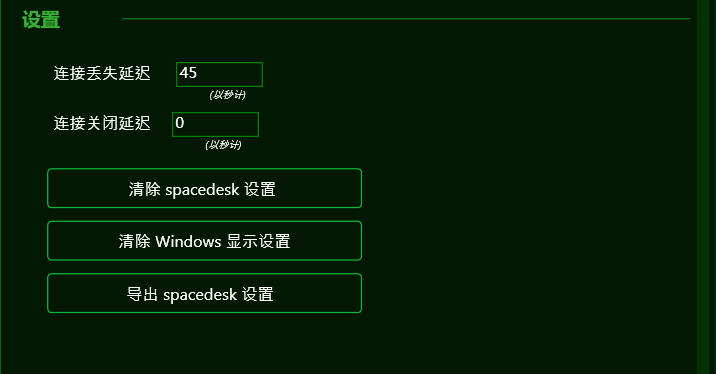 设置
连接丢失延迟 45
(以秒计)
连接关闭延迟 0
(以秒计)
清除 spacedesk 设置
清除 Windows 显示设置
导出 spacedesk 设置